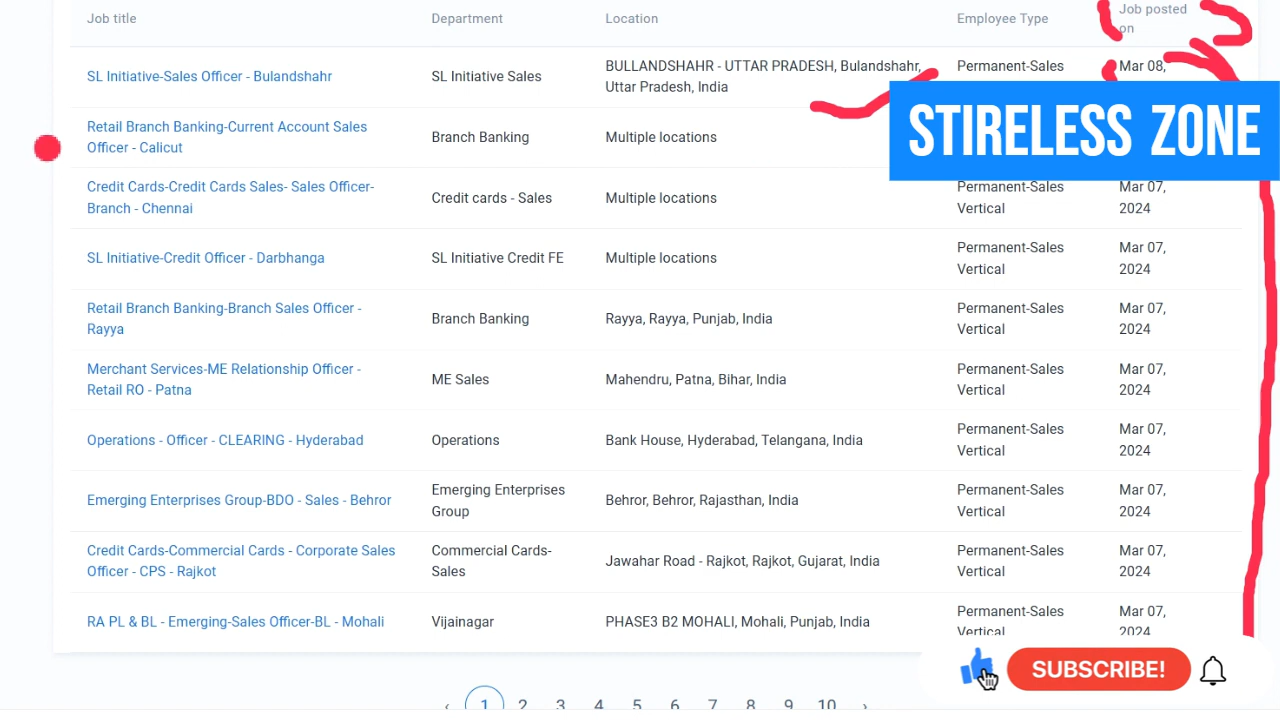 Job title Department Location Employee Type Job posted
on
SL Initiative-Sales Officer - Bulandshahr SL Initiative Sales BULLANDSHAHR - UTTAR PRADESH, Bulandshahr, Permanent-Sales Mar 08,
Uttar Pradesh, India
STIRELESS ZONE
Retail Branch Banking-Current Account Sales Branch Banking Multiple locations
Officer - Calicut
Credit Cards-Credit Cards Sales- Sales Officer- Credit cards - Sales Multiple locations Permanent-Sales Mar 07,
Branch - Chennai Vertical 2024
SL Initiative-Credit Officer - Darbhanga SL Initiative Credit FE Multiple locations Permanent-Sales Mar 07,
Vertical 2024
Retail Branch Banking-Branch Sales Officer - Branch Banking Rayya, Rayya, Punjab, India Permanent-Sales Mar 07,
Rayya Vertical 2024
Merchant Services-ME Relationship Officer - ME Sales Mahendru, Patna, Bihar, India Permanent-Sales Mar 07,
Retail RO - Patna Vertical 2024
Operations - Officer - CLEARING - Hyderabad Operations Bank House, Hyderabad, Telangana, India Permanent-Sales Mar 07,
Vertical 2024
Emerging Enterprises Group-BDO - Sales - Behror Emerging Enterprises Behror, Behror, Rajasthan, India Permanent-Sales Mar 07,
Group Vertical 2024
Credit Cards-Commercial Cards - Corporate Sales Commercial Cards- Jawahar Road - Rajkot, Rajkot, Gujarat, India Permanent-Sales Mar 07,
Officer - CPS - Rajkot Sales Vertical 2024
RA PL & BL - Emerging-Sales Officer-BL - Mohali Vijainagar PHASE3 B2 MOHALI, Mohali, Punjab, India Permanent-Sales Mar 07,
Vertical 2024
SUBSCRIBE!
‹ 1 2 3 4 5 6 7 8 9 10 ›